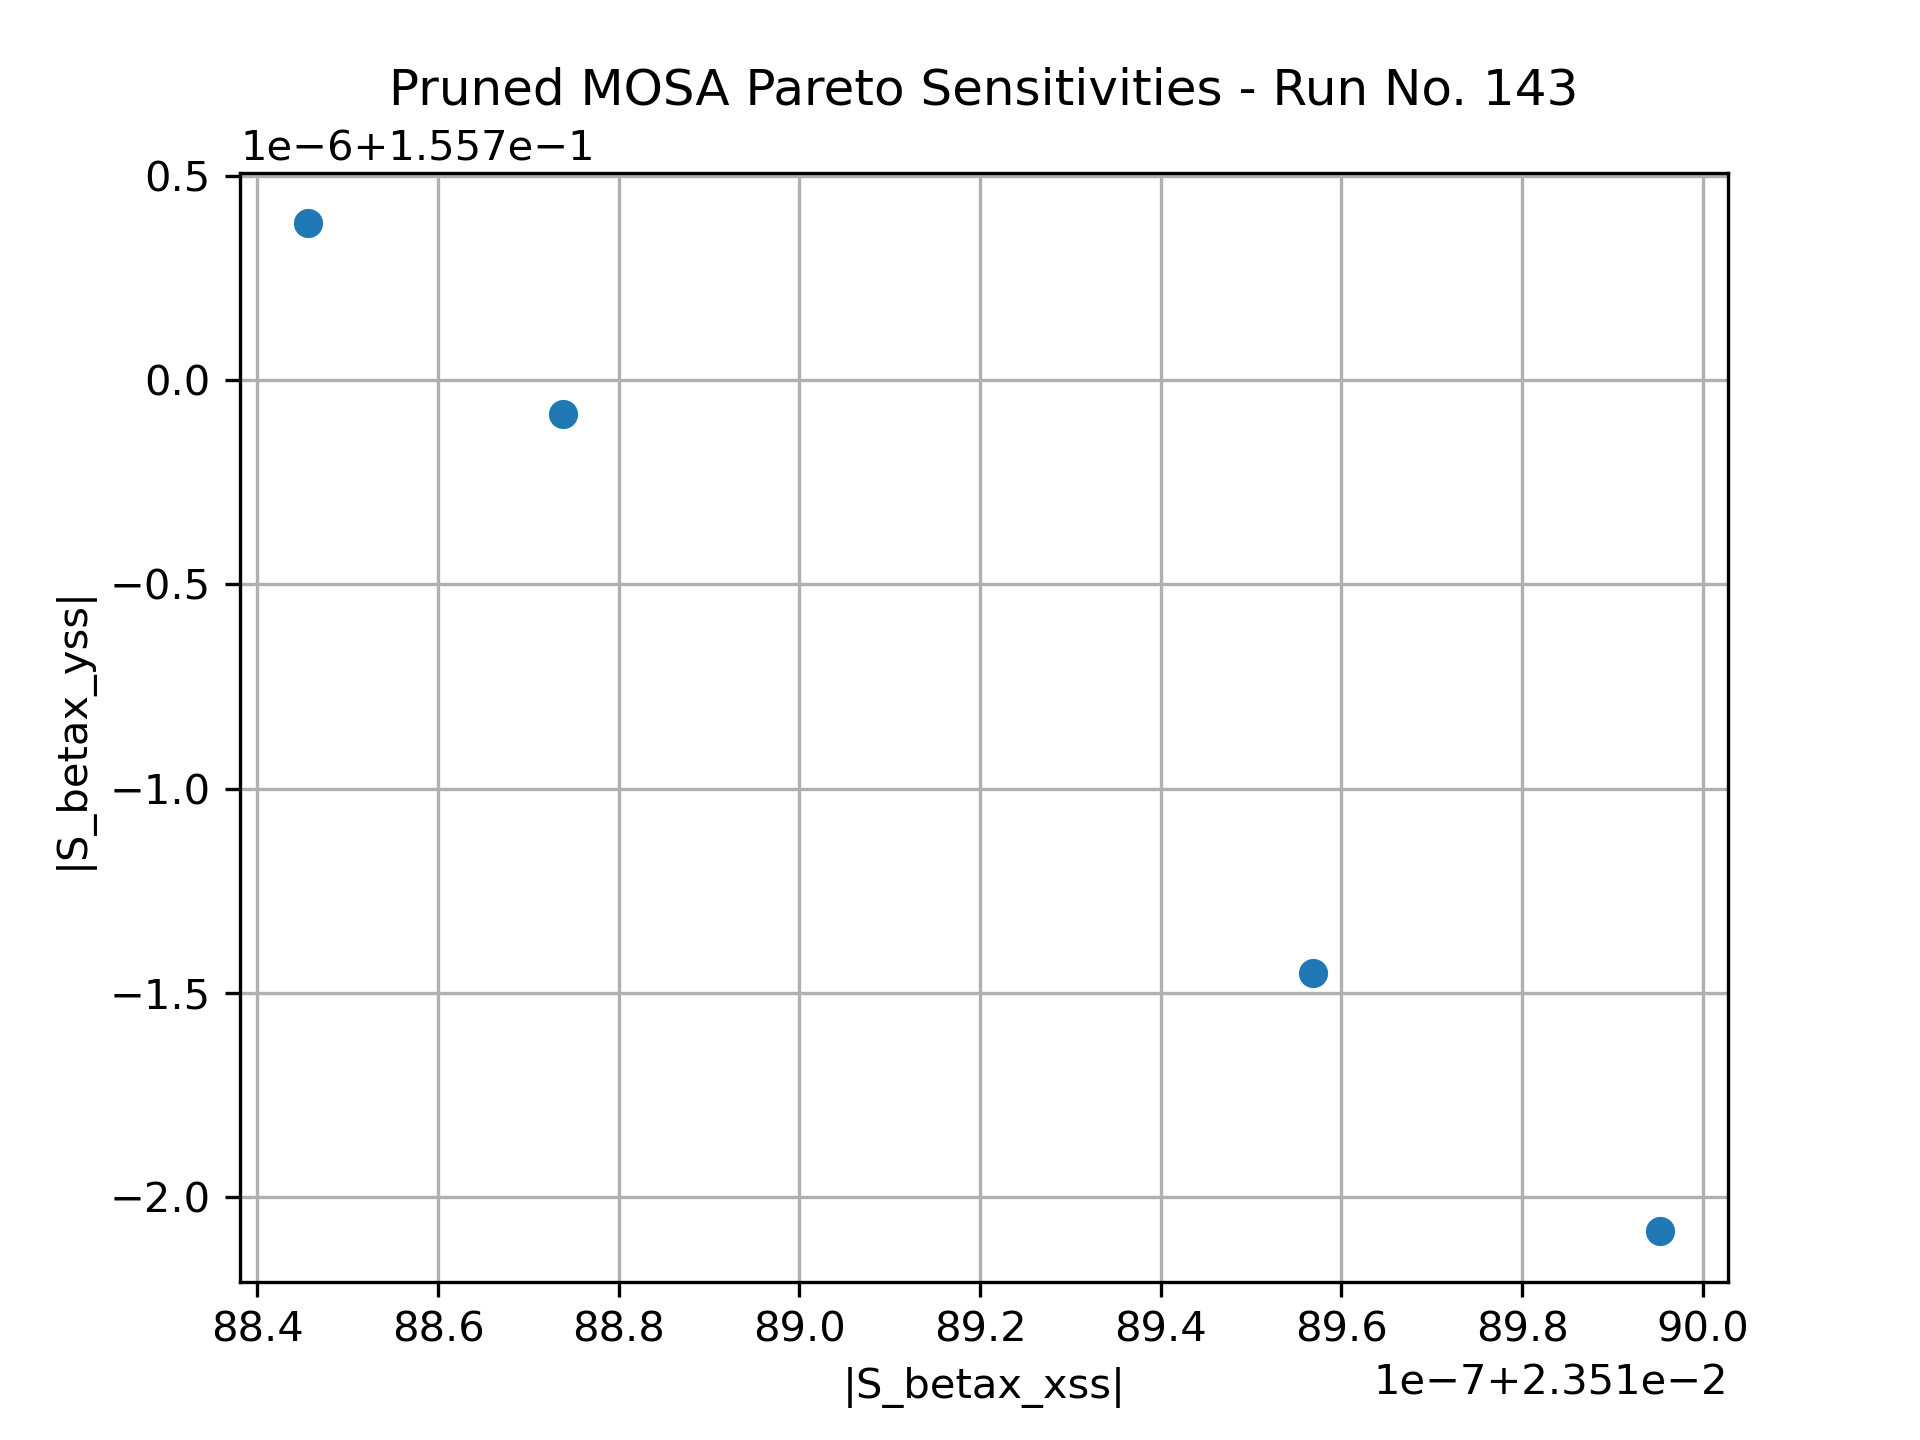 Pruned MOSA Pareto Sensitivities - Run No. 143
1e−6+1.557e−1
0.5
0.0
−0.5
−1.0
−1.5
−2.0
|S_betax_yss|
88.4 88.6 88.8 89.0 89.2 89.4 89.6 89.8 90.0
|S_betax_xss|
1e−7+2.351e−2